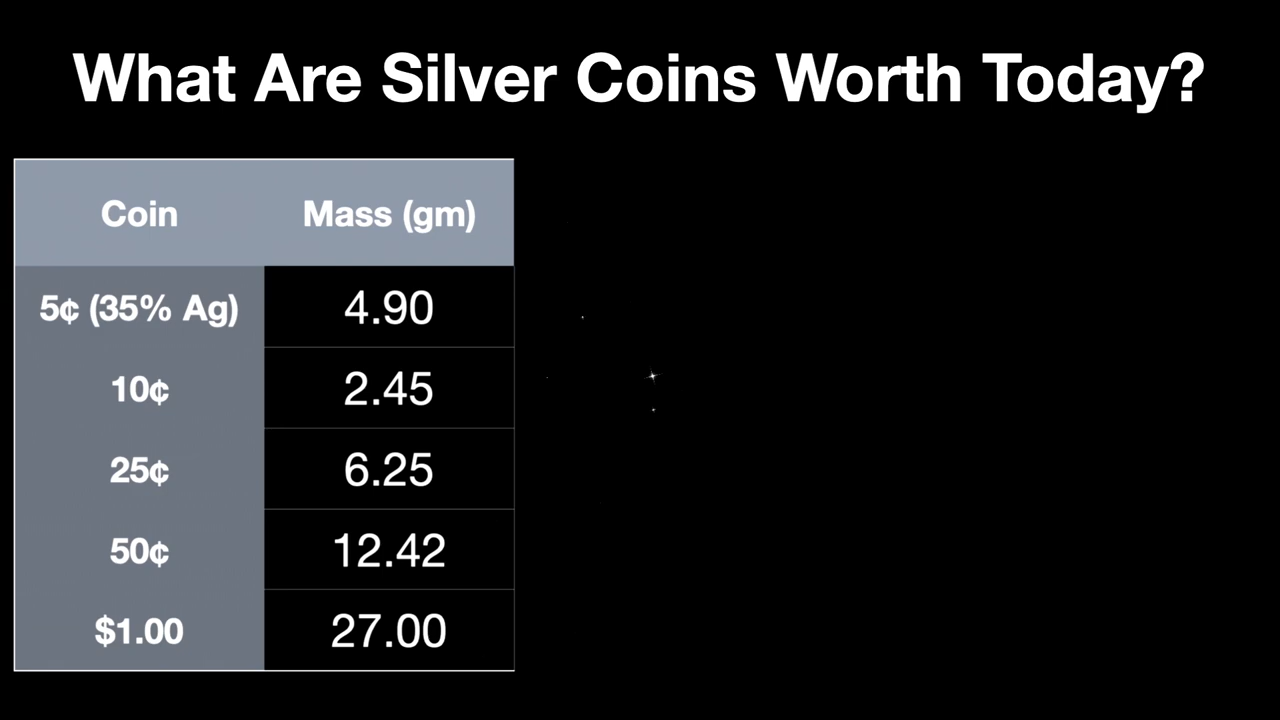 What Are Silver Coins Worth Today?
Coin Mass (gm)
5¢ (35% Ag) 4.90
10¢ 2.45
25¢ 6.25
50¢ 12.42
$1.00 27.00